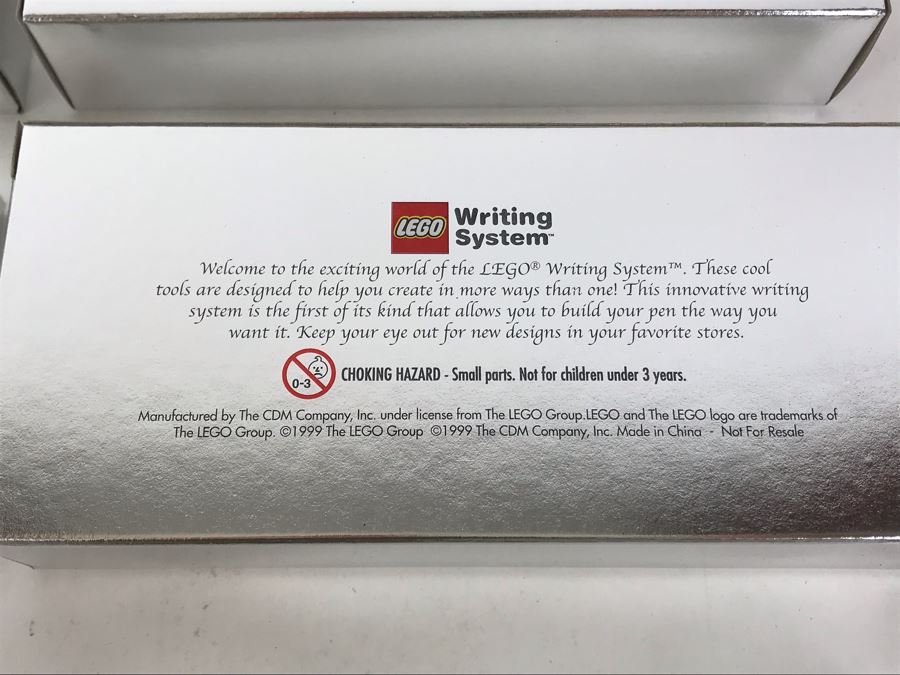 LEGO Writing
System™
Welcome to the exciting world of the LEGO® Writing System™. These cool
tools are designed to help you create in more ways than one! This innovative writing
system is the first of its kind that allows you to build your pen the way you
want it. Keep your eye out for new designs in your favorite stores.
0-3 CHOKING HAZARD - Small parts. Not for children under 3 years.
Manufactured by The CDM Company, Inc. under license from The LEGO Group.LEGO and The LEGO logo are trademarks of
The LEGO Group. ©1999 The LEGO Group ©1999 The CDM Company, Inc. Made in China - Not For Resale